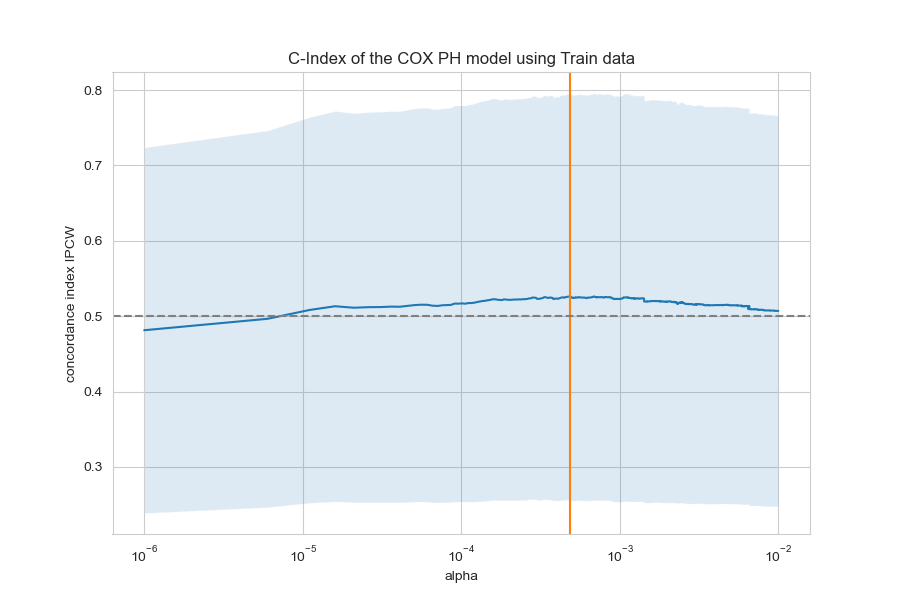 C-Index of the COX PH model using Train data
concordance index IPCW
0.8
0.7
0.6
0.5
0.4
0.3
10⁻⁶ 10⁻⁵ 10⁻⁴ 10⁻³ 10⁻²
alpha